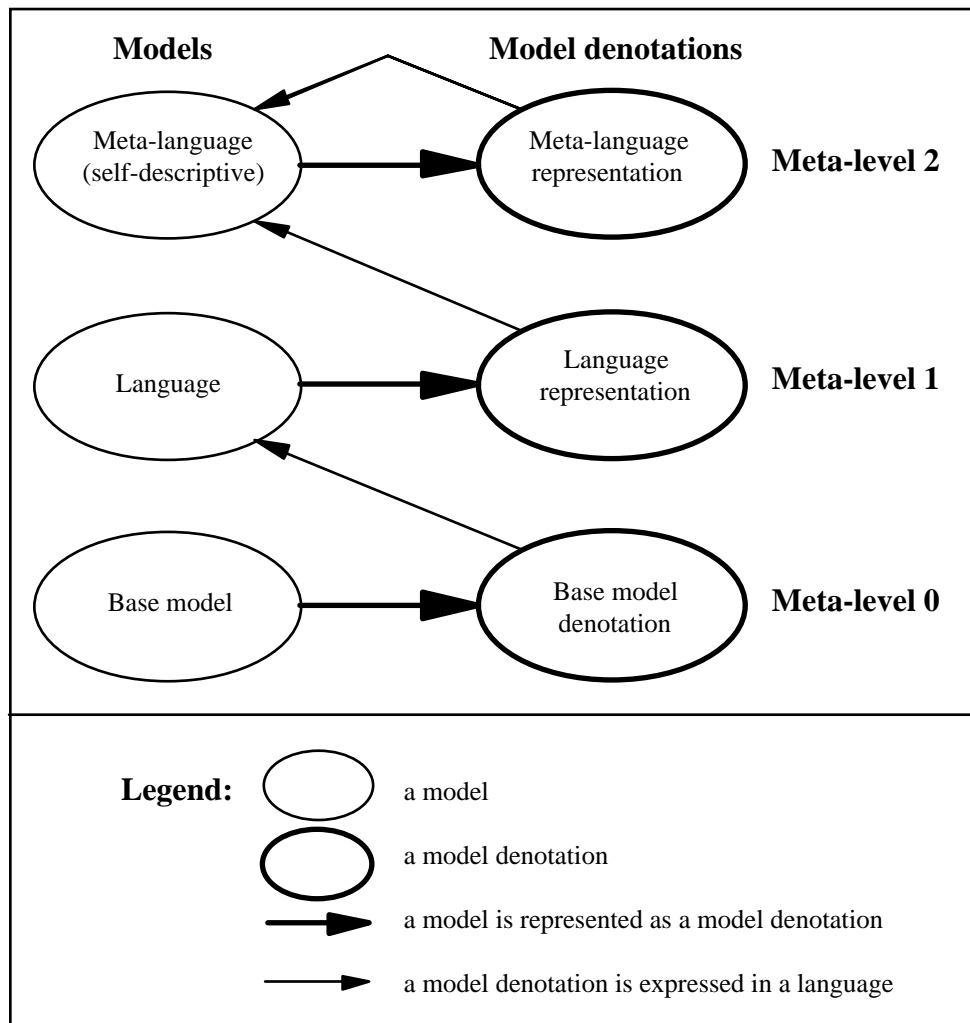 Models
Model denotations
Meta-language
(self-descriptive)
Meta-language
representation
Meta-level 2
Language
Language
representation
Meta-level 1
Base model
Base model
denotation
Meta-level 0
Legend:
a model
a model denotation
a model is represented as a model denotation
a model denotation is expressed in a language